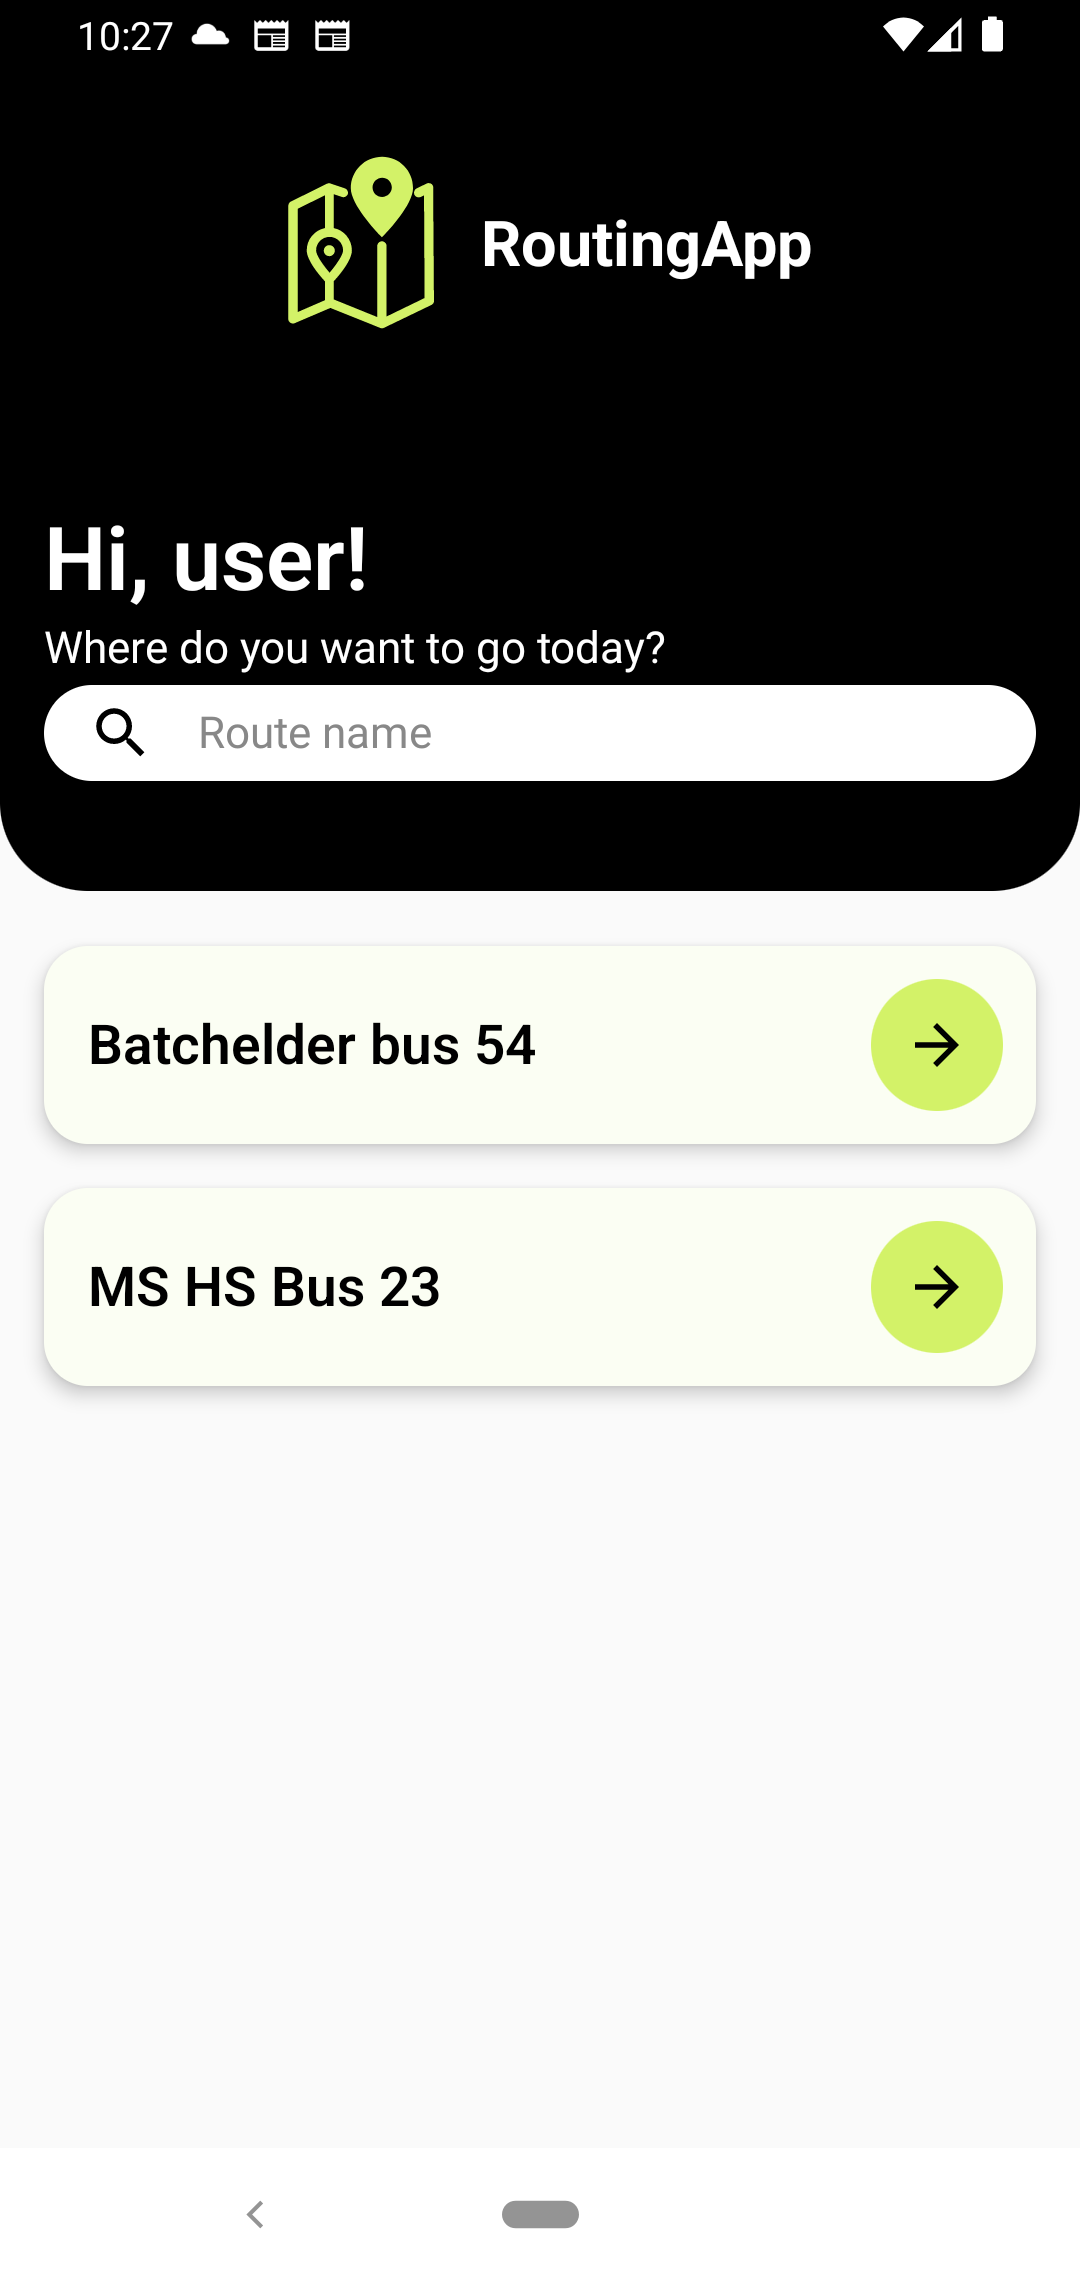 10:27
RoutingApp
Hi, user!
Where do you want to go today?
Route name
Batchelder bus 54
MS HS Bus 23